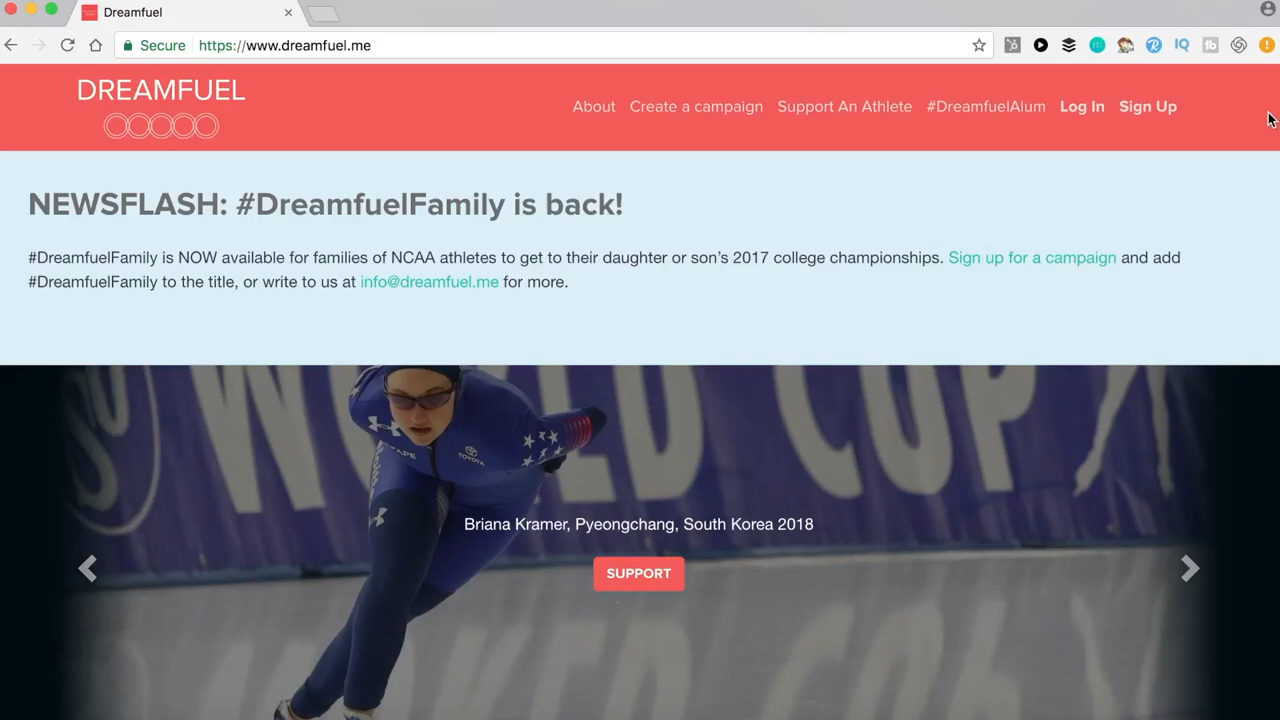 Dreamfuel
Secure https://www.dreamfuel.me
DREAMFUEL
About Create a campaign Support An Athlete #DreamfuelAlum Log In Sign Up
NEWSFLASH: #DreamfuelFamily is back!
#DreamfuelFamily is NOW available for families of NCAA athletes to get to their daughter or son’s 2017 college championships. Sign up for a campaign and add
#DreamfuelFamily to the title, or write to us at info@dreamfuel.me for more.
WORLD CUP
TOYOTA
Briana Kramer, Pyeongchang, South Korea 2018
SUPPORT